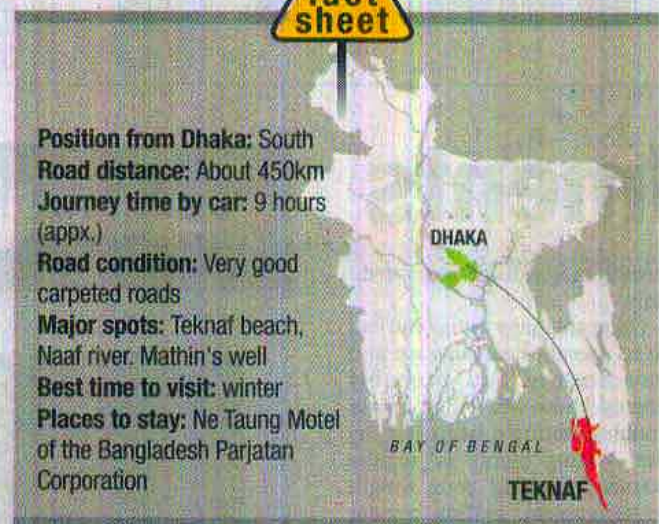 fact
sheet
Position from Dhaka: South
Road distance: About 450km
Journey time by car: 9 hours
(appx.)
Road condition: Very good
carpeted roads
Major spots: Teknaf beach,
Naaf river. Mathin's well
Best time to visit: winter
Places to stay: Ne Taung Motel
of the Bangladesh Parjatan
Corporation
DHAKA
BAY OF BENGAL
TEKNAF